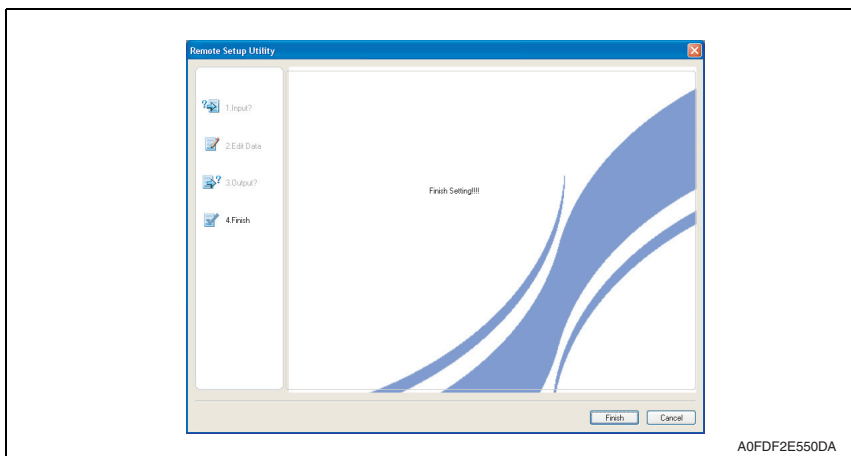 Remote Setup Utility
1.Input?
2.Edit Data
3.Output?
4.Finish
Finish Setting!!!!
Finish
Cancel
A0FDF2E550DA